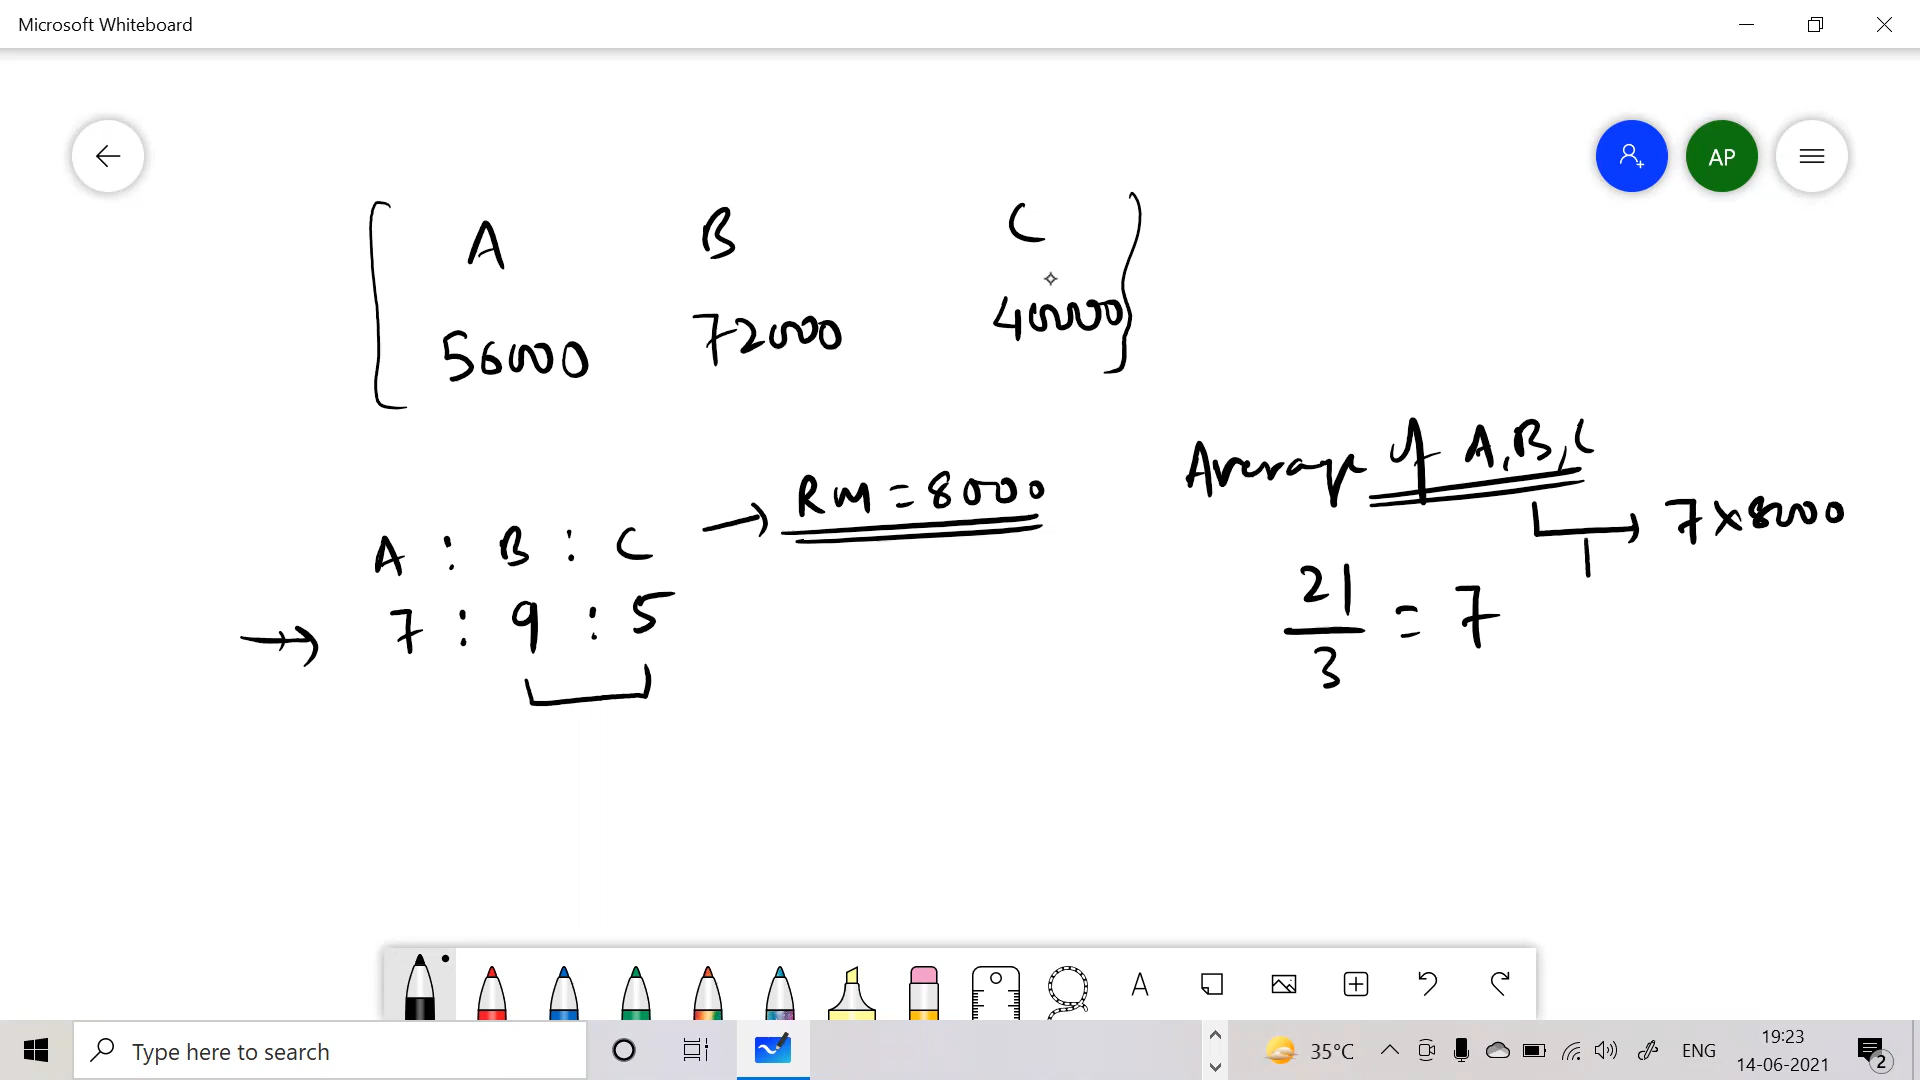 Microsoft Whiteboard
AP
A B C
56000 72000 40000
Average of A,B,C
RM = 8000
7 x 8000
A : B : C
21/3 = 7
7 : 9 : 5
A
Type here to search
35°C
ENG
19:23
14-06-2021
2